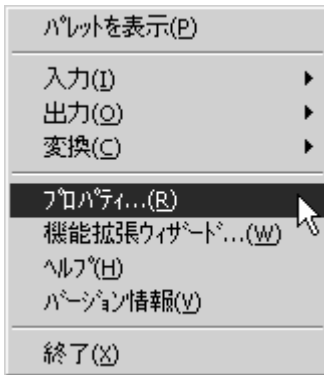 ﾊﾟﾚｯﾄを表示(P)
入力(I)
出力(O)
変換(C)
ﾌﾟﾛﾊﾟﾃｨ...(R)
機能拡張ｳｨｻﾞｰﾄﾞ...(W)
ﾍﾙﾌﾟ(H)
ﾊﾞｰｼﾞｮﾝ情報(V)
終了(X)